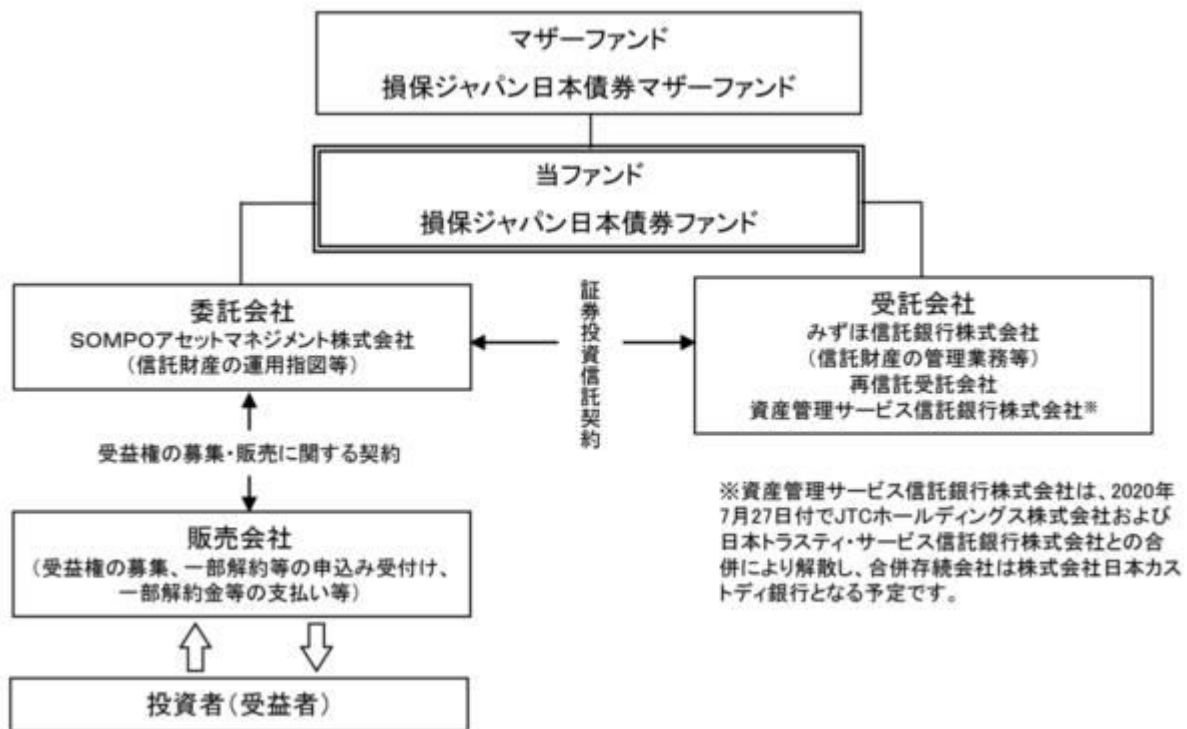 マザーファンド
損保ジャパン日本債券マザーファンド
当ファンド
損保ジャパン日本債券ファンド
委託会社
SOMPOアセットマネジメント株式会社
(信託財産の運用指図等)
証券投資信託契約
受託会社
みずほ信託銀行株式会社
(信託財産の管理業務等)
再信託受託会社
資産管理サービス信託銀行株式会社※
受益権の募集・販売に関する契約
販売会社
(受益権の募集、一部解約等の申込み受付け、
一部解約金等の支払い等)
※資産管理サービス信託銀行株式会社は、2020年
7月27日付でJTCホールディングス株式会社および
日本トラスティ・サービス信託銀行株式会社との合
併により解散し、合併存続会社は株式会社日本カス
トディ銀行となる予定です。
投資者(受益者)